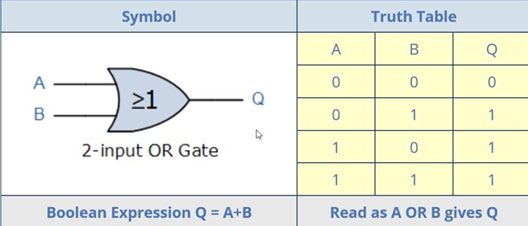 Symbol
Truth Table
A B Q
A
B
≥1
Q
2-input OR Gate
0 0 0
0 1 1
1 0 1
1 1 1
Boolean Expression Q = A+B
Read as A OR B gives Q